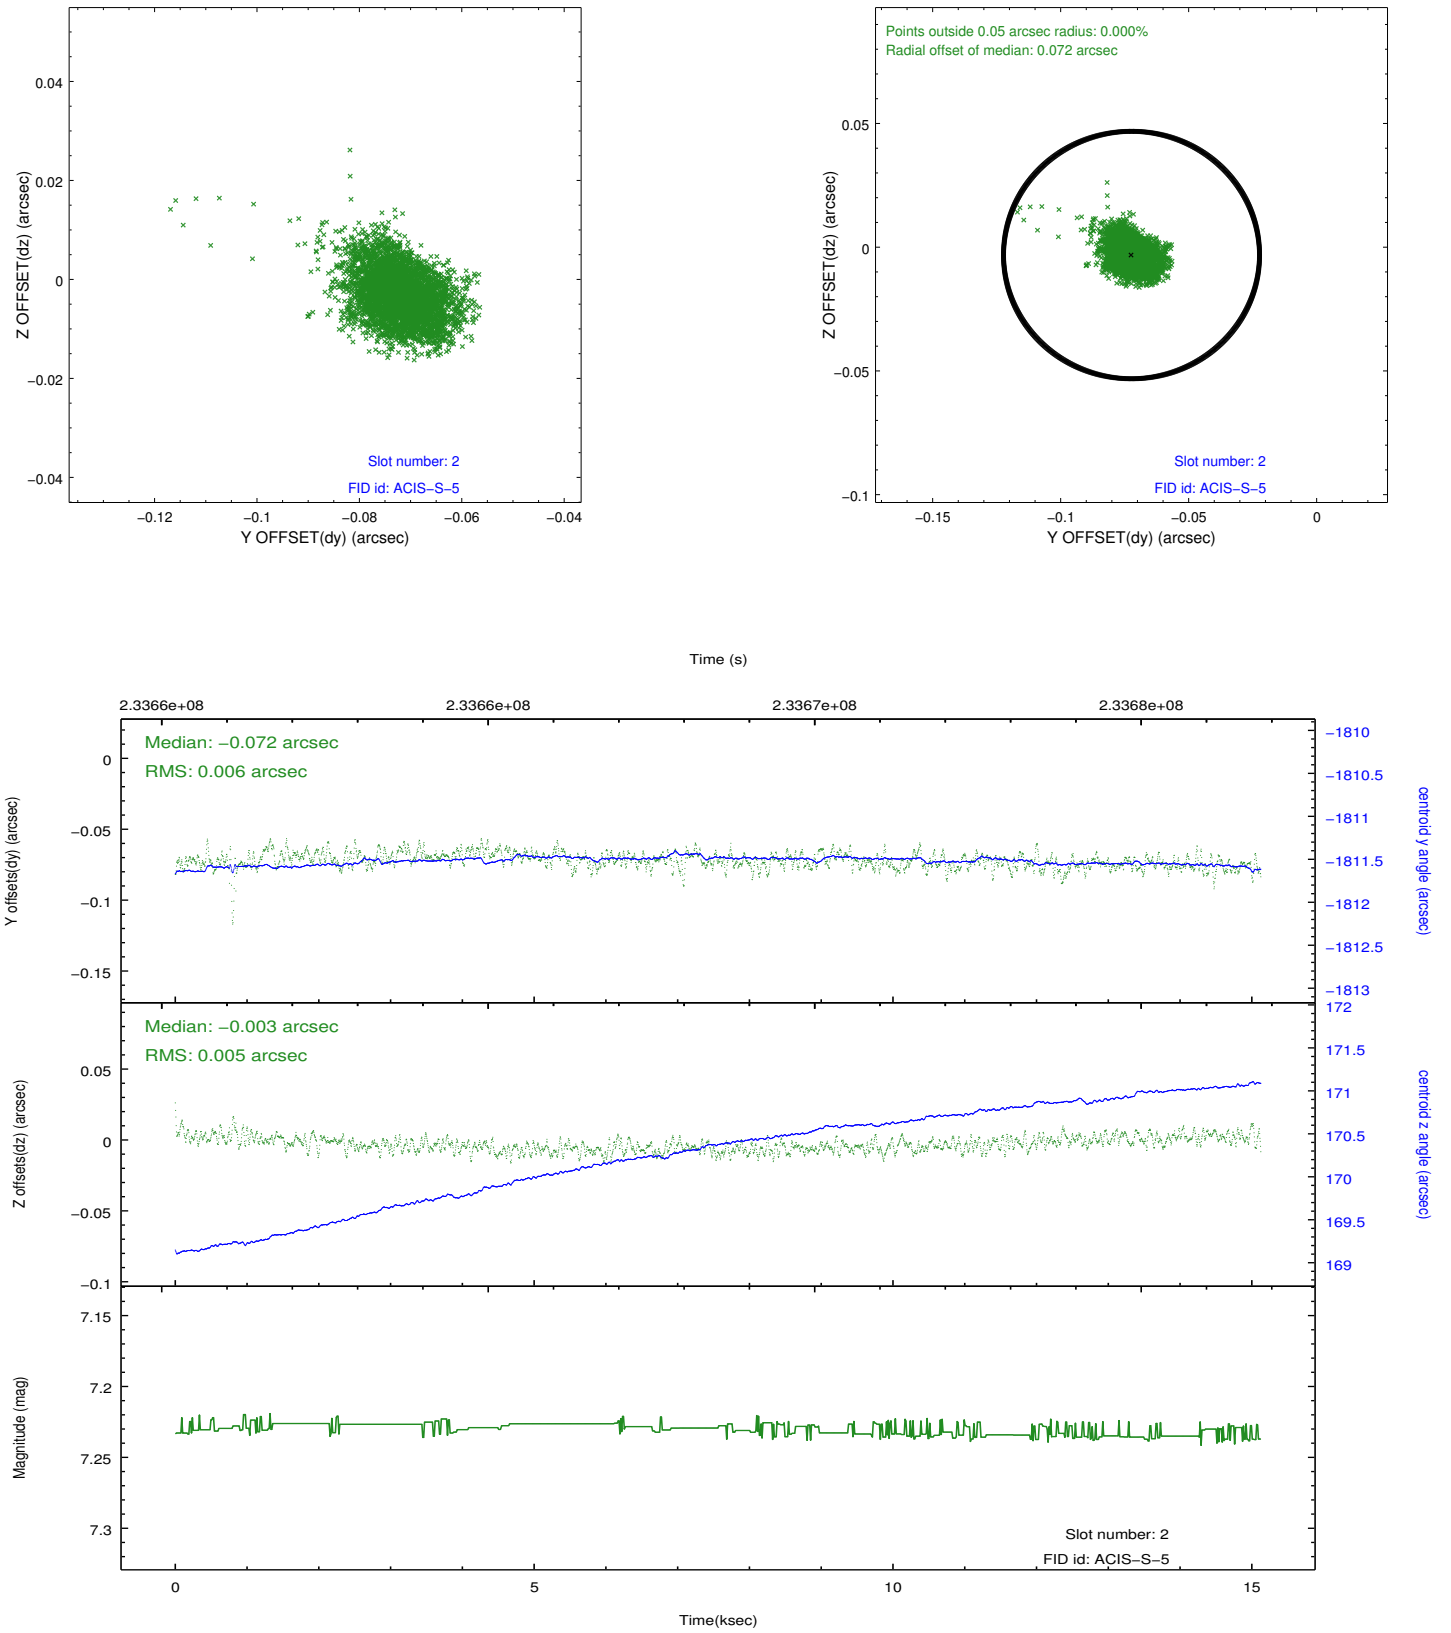 0.04
0.02
0
−0.02
−0.04
Z OFFSET(dz) (arcsec)
−0.12
−0.1
−0.08
−0.06
−0.04
Y OFFSET(dy) (arcsec)
Slot number: 2
FID id: ACIS−S−5
Points outside 0.05 arcsec radius: 0.000%
Radial offset of median: 0.072 arcsec
0.05
0
−0.05
−0.1
Z OFFSET(dz) (arcsec)
−0.15
−0.1
−0.05
0
Y OFFSET(dy) (arcsec)
Slot number: 2
FID id: ACIS−S−5
Time (s)
2.3366e+08
2.3366e+08
2.3367e+08
2.3368e+08
Median: −0.072 arcsec
RMS: 0.006 arcsec
0
−0.05
−0.1
−0.15
Y offsets(dy) (arcsec)
−1810
−1810.5
−1811
−1811.5
−1812
−1812.5
−1813
centroid y angle (arcsec)
Median: −0.003 arcsec
RMS: 0.005 arcsec
0.05
0
−0.05
−0.1
Z offsets(dz) (arcsec)
172
171.5
171
170.5
170
169.5
169
centroid z angle (arcsec)
7.15
7.2
7.25
7.3
Magnitude (mag)
Slot number: 2
FID id: ACIS−S−5
0
5
10
15
Time(ksec)